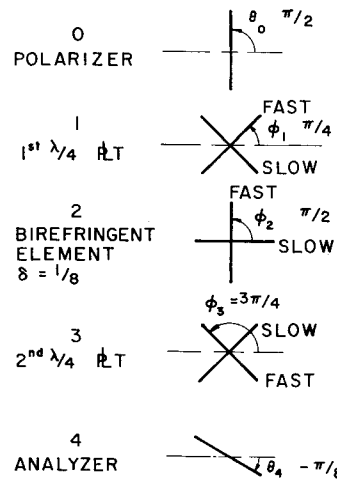 0
POLARIZER
θ₀ π/2
1
1st λ/4 PLT
FAST
ϕ₁ π/4
SLOW
2
BIREFRINGENT
ELEMENT
δ = 1/8
FAST
ϕ₂ π/2
SLOW
3
2nd λ/4 PLT
ϕ₃ = 3π/4
SLOW
FAST
4
ANALYZER
θ₄ - π/8